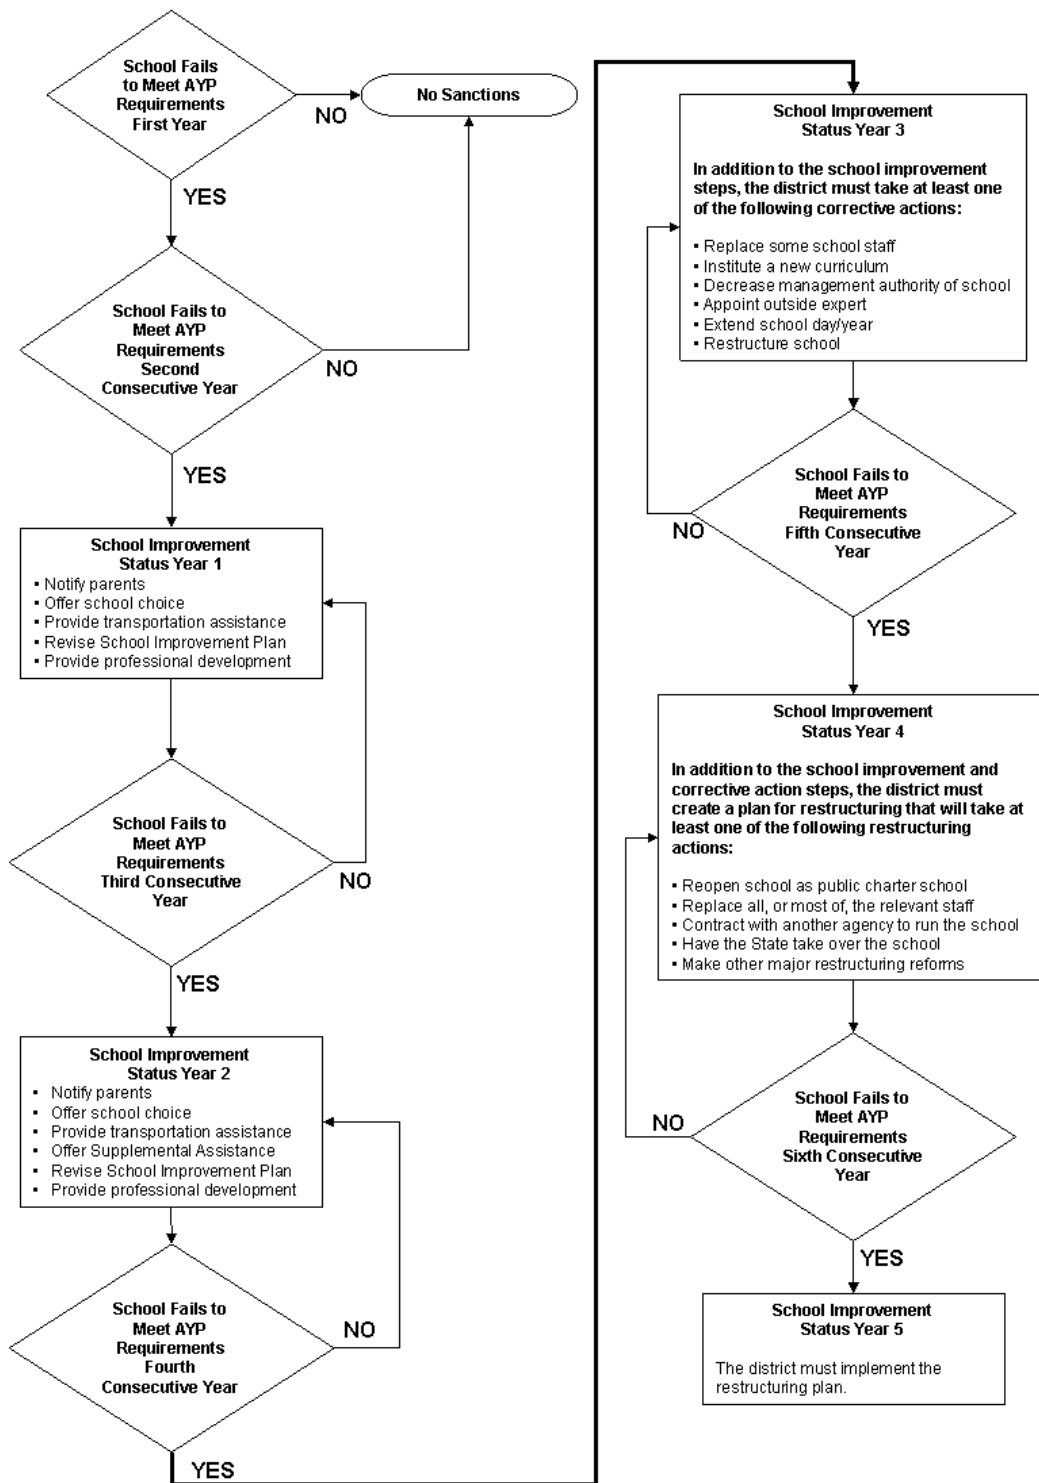 School Fails
to Meet AYP
Requirements
First Year
NO
No Sanctions
YES
School Fails to
Meet AYP
Requirements
Second
Consecutive Year
NO
YES
School Improvement
Status Year 1
▪ Notify parents
▪ Offer school choice
▪ Provide transportation assistance
▪ Revise School Improvement Plan
▪ Provide professional development
School Fails to
Meet AYP
Requirements
Third Consecutive
Year
NO
YES
School Improvement
Status Year 2
▪ Notify parents
▪ Offer school choice
▪ Provide transportation assistance
▪ Offer Supplemental Assistance
▪ Revise School Improvement Plan
▪ Provide professional development
School Fails to
Meet AYP
Requirements
Fourth
Consecutive Year
NO
YES
School Improvement
Status Year 3
In addition to the school improvement
steps, the district must take at least one
of the following corrective actions:
▪ Replace some school staff
▪ Institute a new curriculum
▪ Decrease management authority of school
▪ Appoint outside expert
▪ Extend school day/year
▪ Restructure school
School Fails to
Meet AYP
Requirements
Fifth Consecutive
Year
NO
YES
School Improvement
Status Year 4
In addition to the school improvement and
corrective action steps, the district must
create a plan for restructuring that will take at
least one of the following restructuring
actions:
▪ Reopen school as public charter school
▪ Replace all, or most of, the relevant staff
▪ Contract with another agency to run the school
▪ Have the State take over the school
▪ Make other major restructuring reforms
School Fails to
Meet AYP
Requirements
Sixth Consecutive
Year
NO
YES
School Improvement
Status Year 5
The district must implement the
restructuring plan.